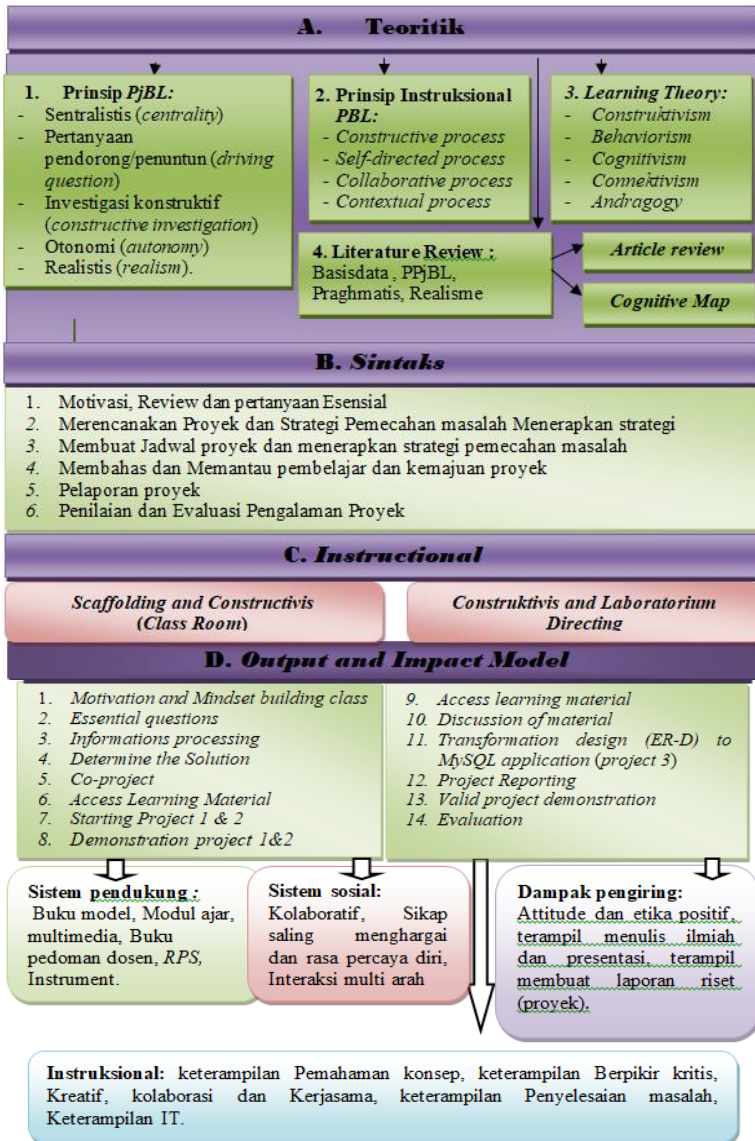 A. Teoritik
1. Prinsip PjBL:
- Sentralistis (centrality)
- Pertanyaan
pendorong/penuntun (driving
question)
- Investigasi konstruktif
(constructive investigation)
- Otonomi (autonomy)
- Realistis (realism).
2. Prinsip Instruksional
PBL:
- Constructive process
- Self-directed process
- Collaborative process
- Contextual process
3. Learning Theory:
- Construktivism
- Behaviorism
- Cognitivism
- Connektivism
- Andragogy
4. Literature Review :
Basisdata , PPjBL,
Praghmatis, Realisme
Article review
Cognitive Map
B. Sintaks
1. Motivasi, Review dan pertanyaan Esensial
2. Merencanakan Proyek dan Strategi Pemecahan masalah Menerapkan strategi
3. Membuat Jadwal proyek dan menerapkan strategi pemecahan masalah
4. Membahas dan Memantau pembelajar dan kemajuan proyek
5. Pelaporan proyek
6. Penilaian dan Evaluasi Pengalaman Proyek
C. Instructional
Scaffolding and Constructivis
(Class Room)
Construktivis and Laboratorium
Directing
D. Output and Impact Model
1. Motivation and Mindset building class
2. Essential questions
3. Informations processing
4. Determine the Solution
5. Co-project
6. Access Learning Material
7. Starting Project 1 & 2
8. Demonstration project 1&2
9. Access learning material
10. Discussion of material
11. Transformation design (ER-D) to
MySQL application (project 3)
12. Project Reporting
13. Valid project demonstration
14. Evaluation
Sistem pendukung :
Buku model, Modul ajar,
multimedia, Buku
pedoman dosen, RPS,
Instrument.
Sistem sosial:
Kolaboratif, Sikap
saling menghargai
dan rasa percaya diri,
Interaksi multi arah
Dampak pengiring:
Attitude dan etika positif,
terampil menulis ilmiah
dan presentasi, terampil
membuat laporan riset
(proyek).
Instruksional: keterampilan Pemahaman konsep, keterampilan Berpikir kritis,
Kreatif, kolaborasi dan Kerjasama, keterampilan Penyelesaian masalah,
Keterampilan IT.